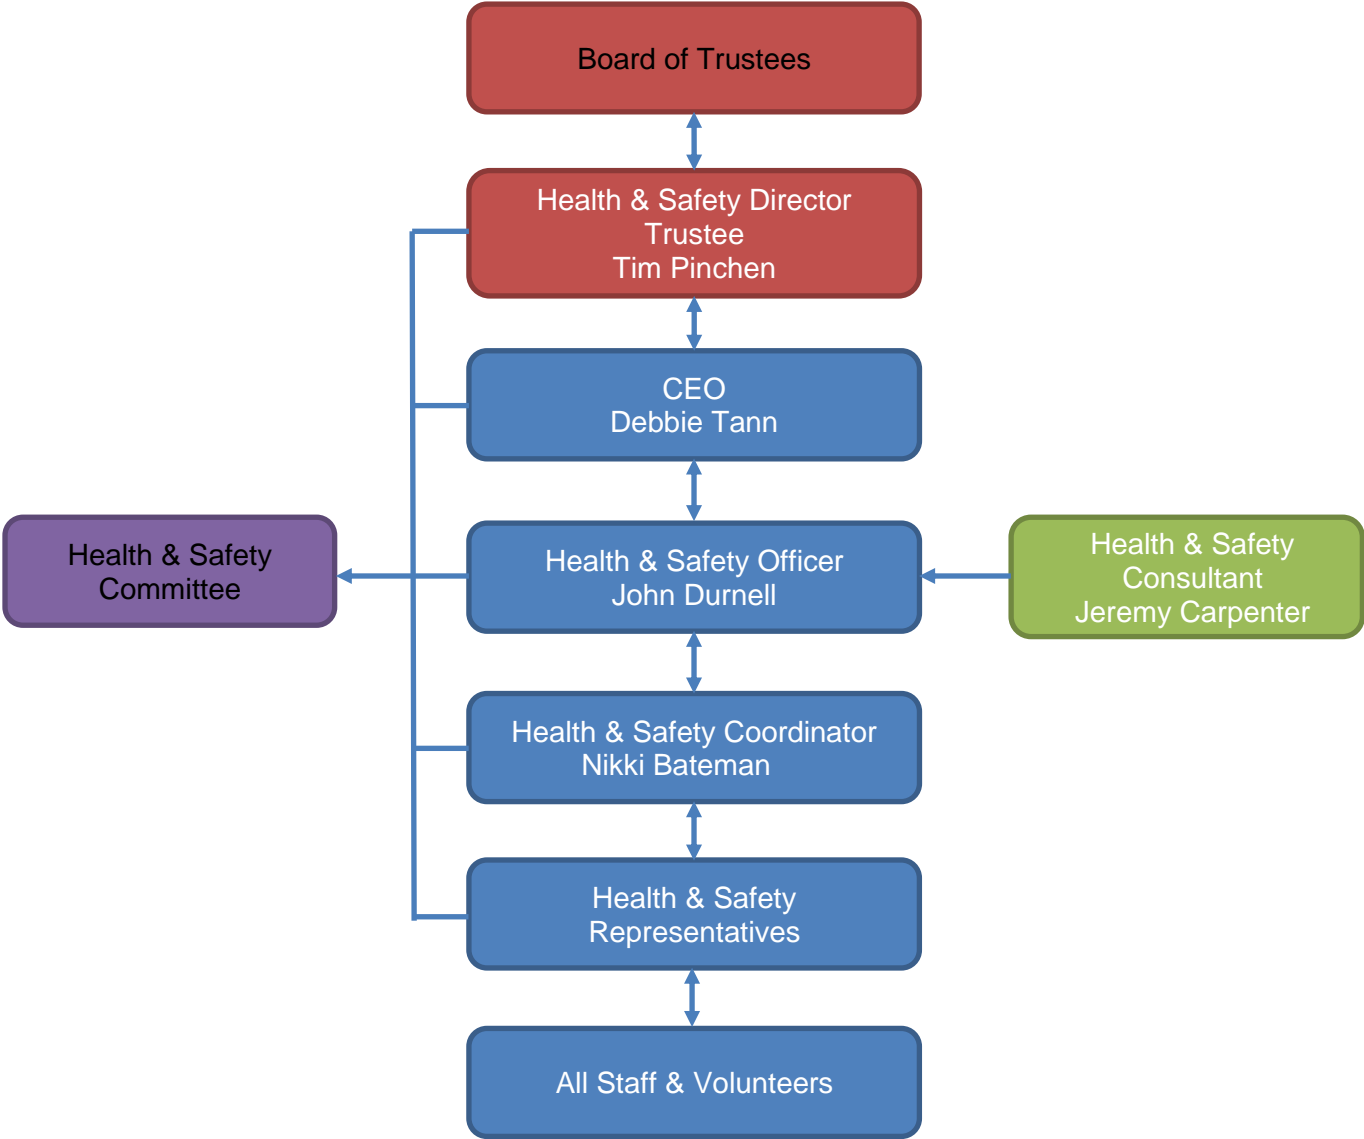 Board of Trustees
Health & Safety Director
Trustee
Tim Pinchen
CEO
Debbie Tann
Health & Safety
Committee
Health & Safety Officer
John Durnell
Health & Safety
Consultant
Jeremy Carpenter
Health & Safety Coordinator
Nikki Bateman
Health & Safety
Representatives
All Staff & Volunteers